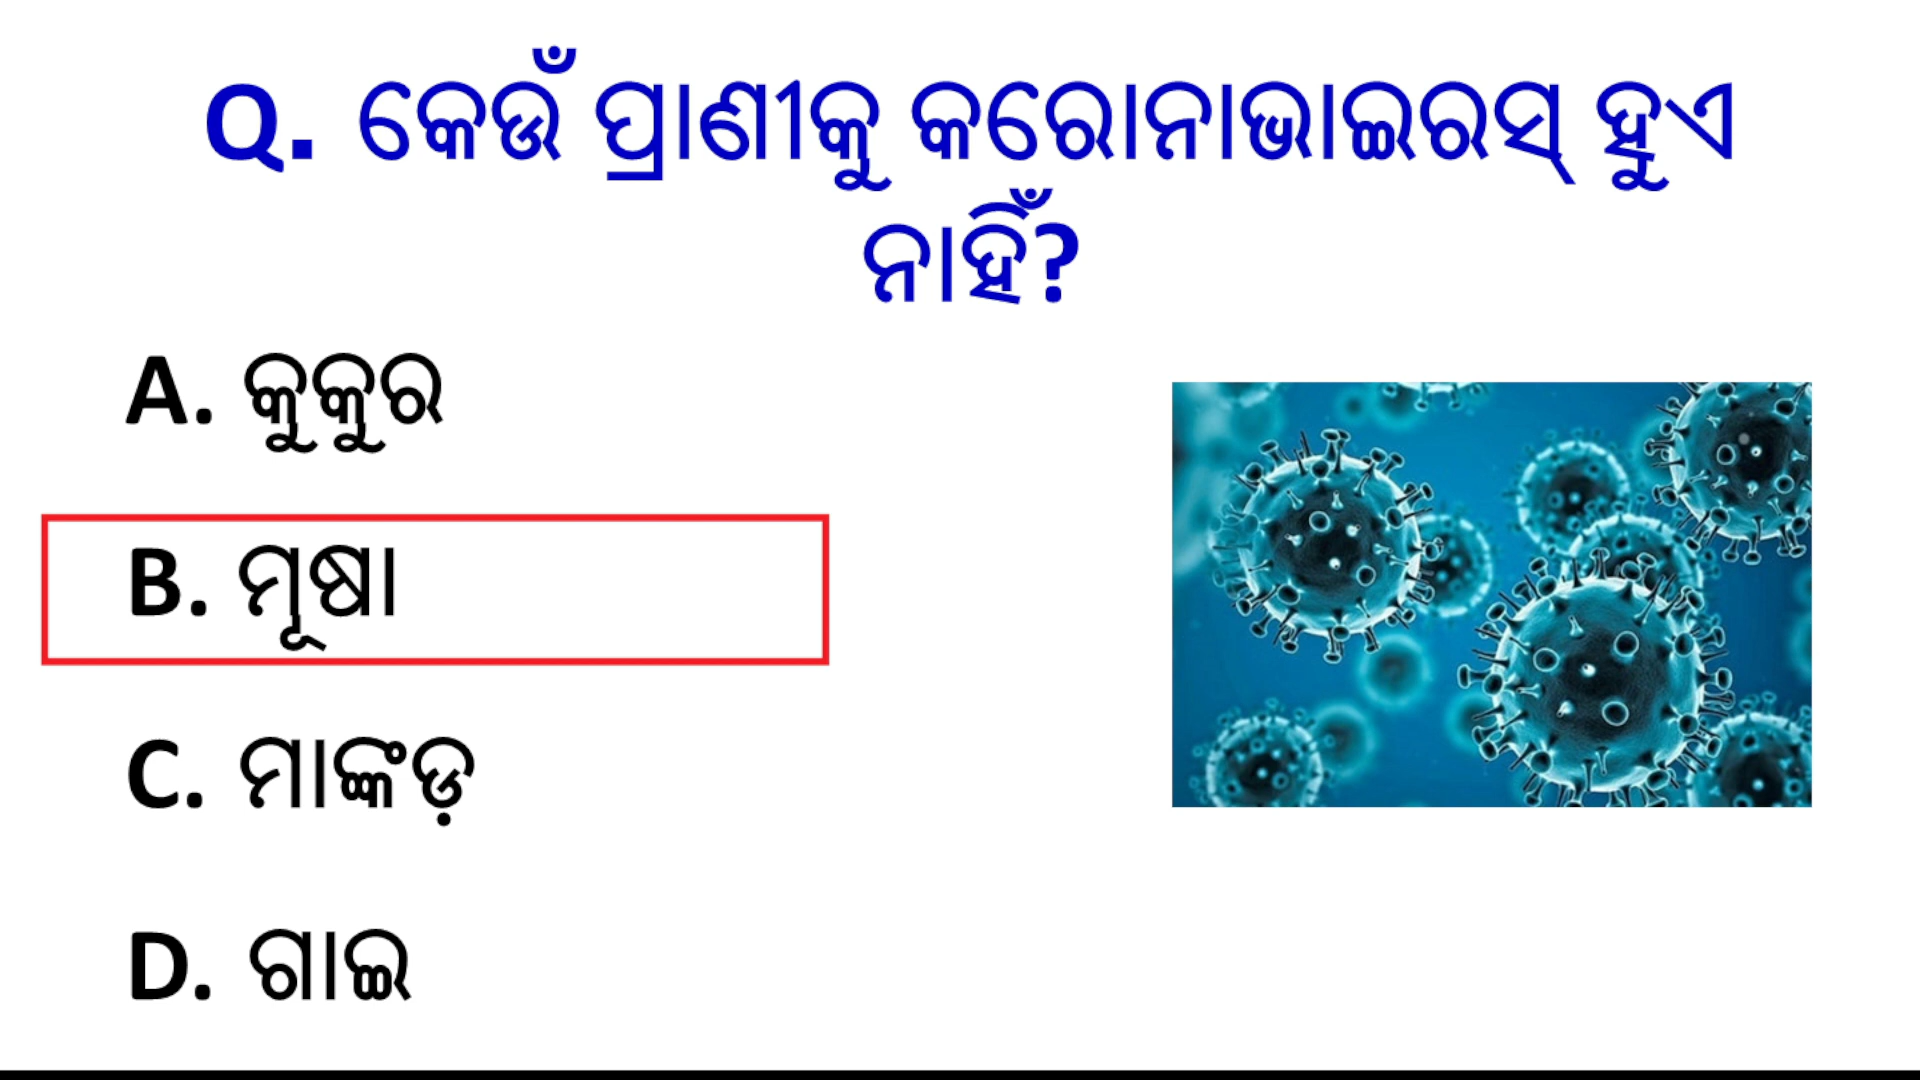 Q. କେଉଁ ପ୍ରାଣୀକୁ କରୋନାଭାଇରସ୍ ହୁଏ
ନାହିଁ?
A. କୁକୁର
B. ମୂଷା
C. ମାଙ୍କଡ଼
D. ଗାଇ